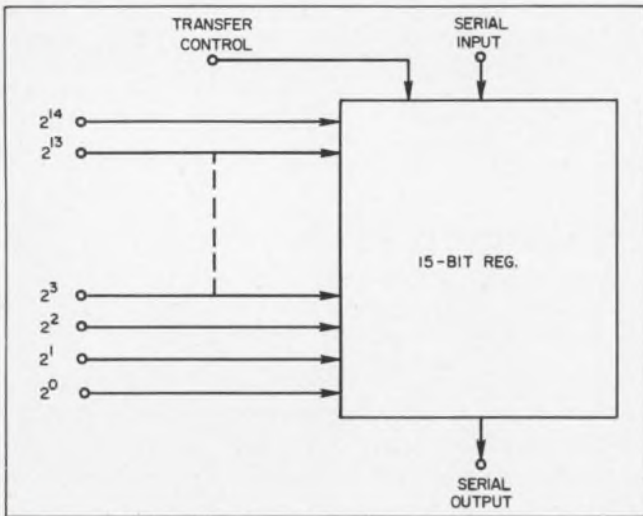 TRANSFER
CONTROL
SERIAL
INPUT
2¹⁴
2¹³
2³
2²
2¹
2⁰
15-BIT REG.
SERIAL
OUTPUT